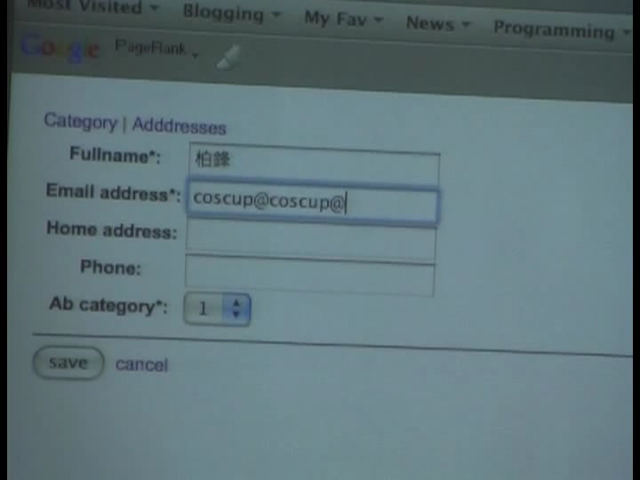 Most Visited Blogging My Fav News Programming
Google PageRank
Category | Adddresses
Fullname*: 柏鋒
Email address*: coscup@coscup@
Home address:
Phone:
Ab category*: 1
save cancel